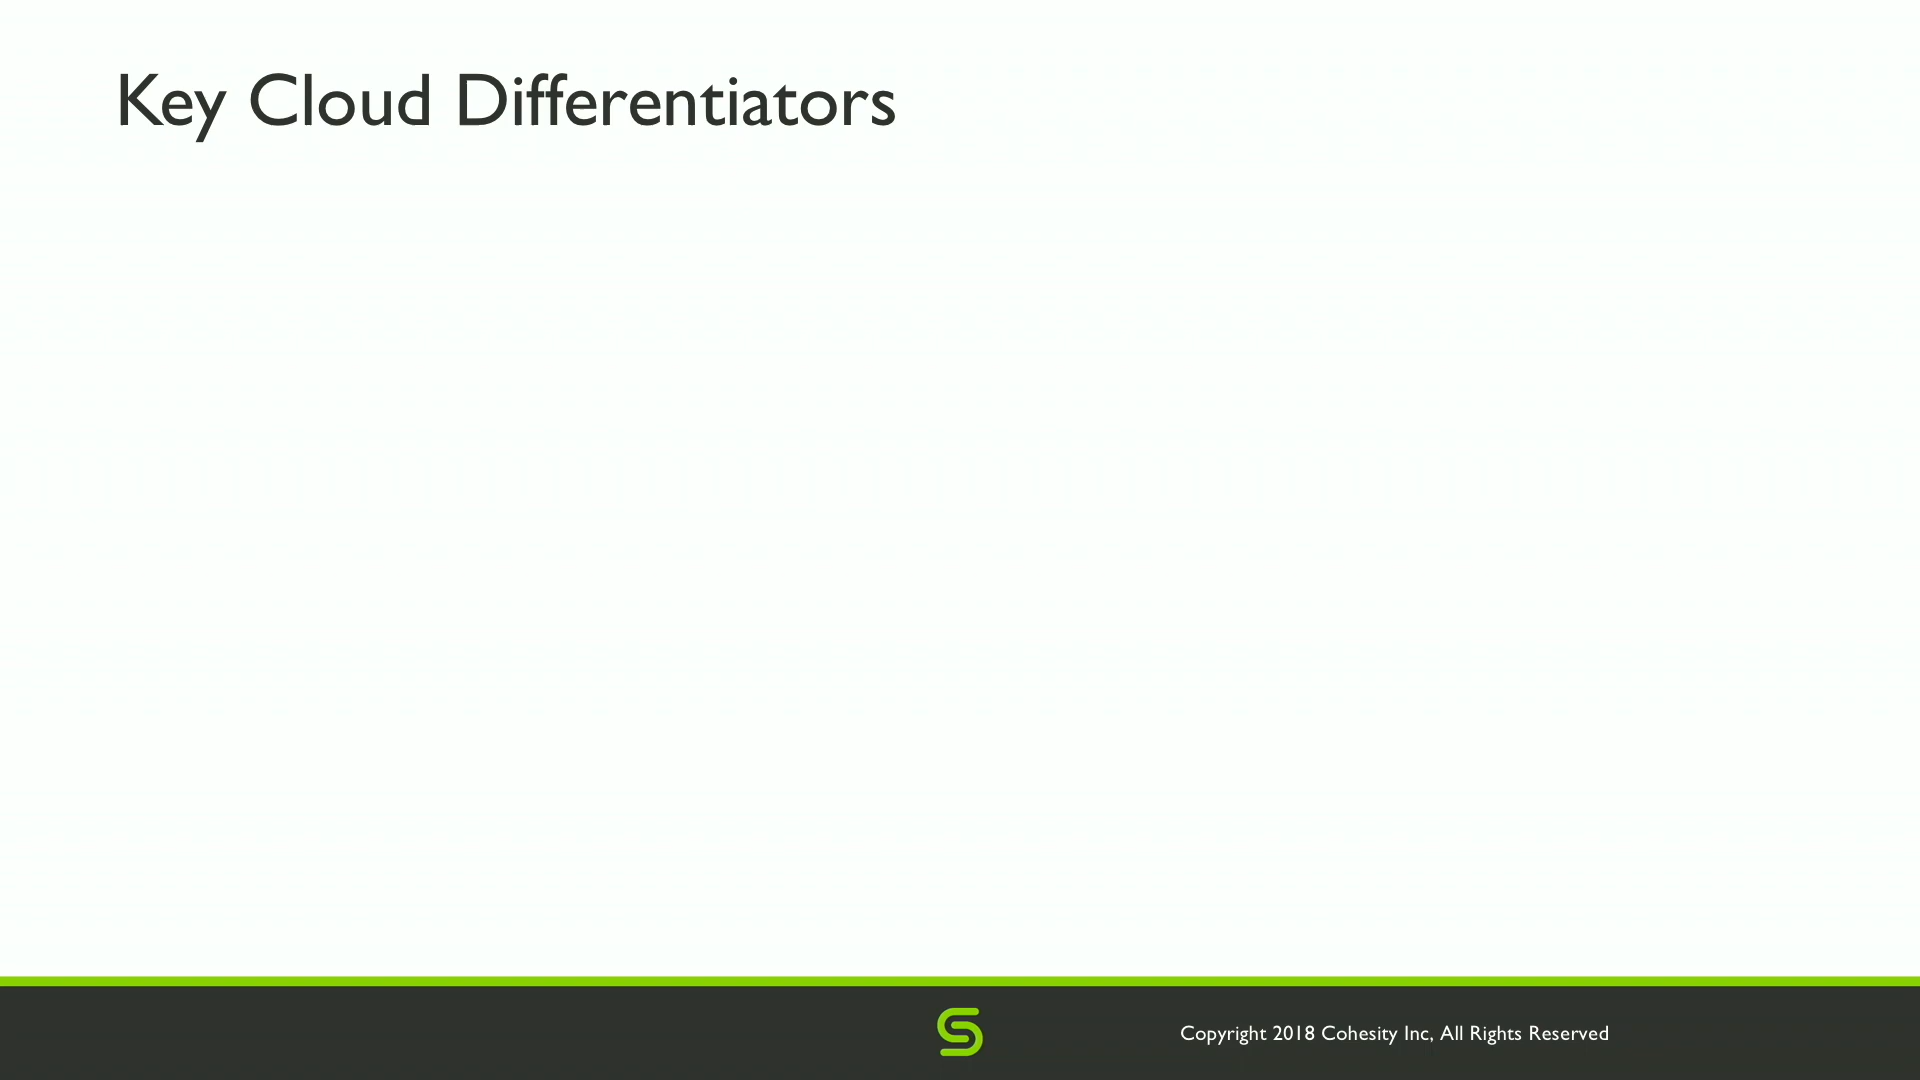 Key Cloud Differentiators
Copyright 2018 Cohesity Inc, All Rights Reserved